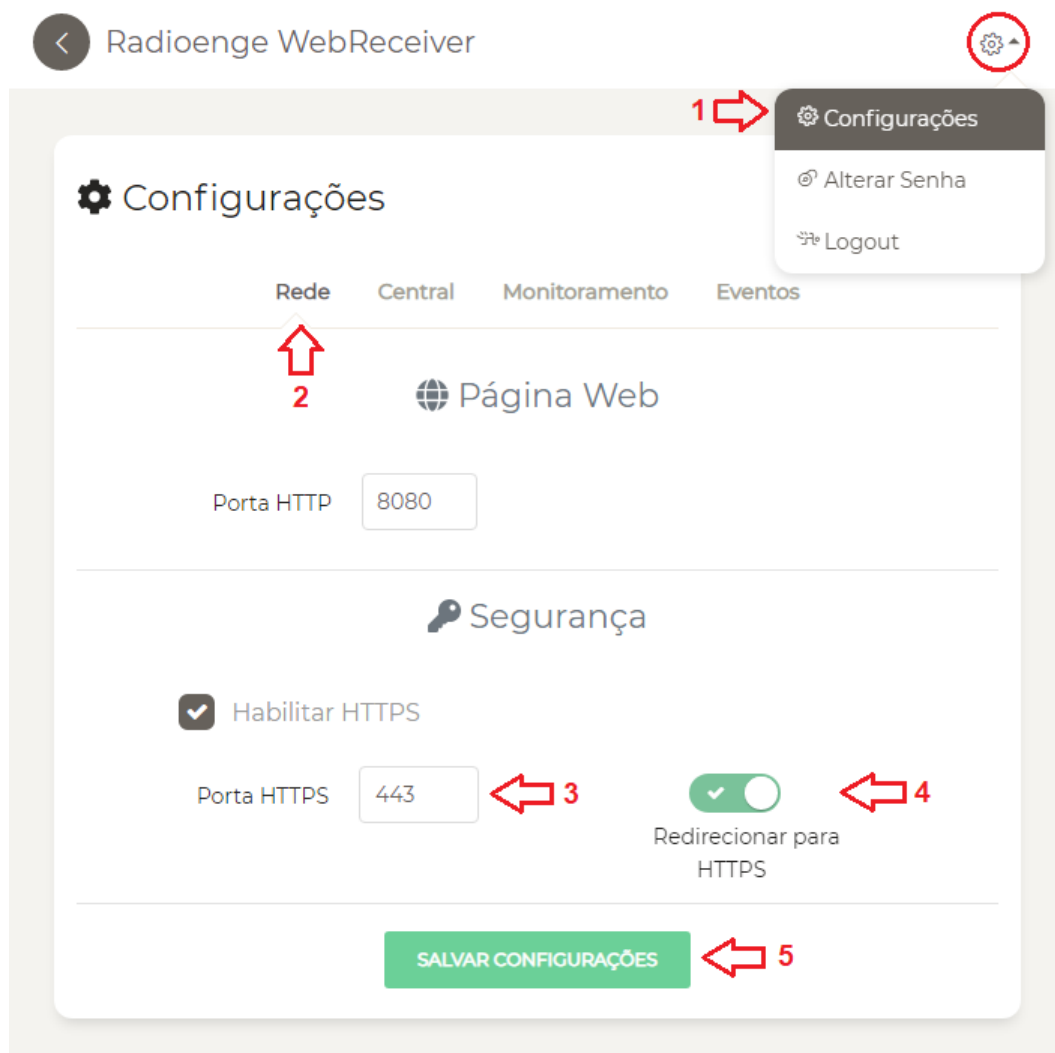 Radioenge WebReceiver
1
Configurações
Alterar Senha
Logout
Configurações
Rede Central Monitoramento Eventos
2
Página Web
Porta HTTP 8080
Segurança
Habilitar HTTPS
Porta HTTPS 443 3 4
Redirecionar para
HTTPS
SALVAR CONFIGURAÇÕES 5